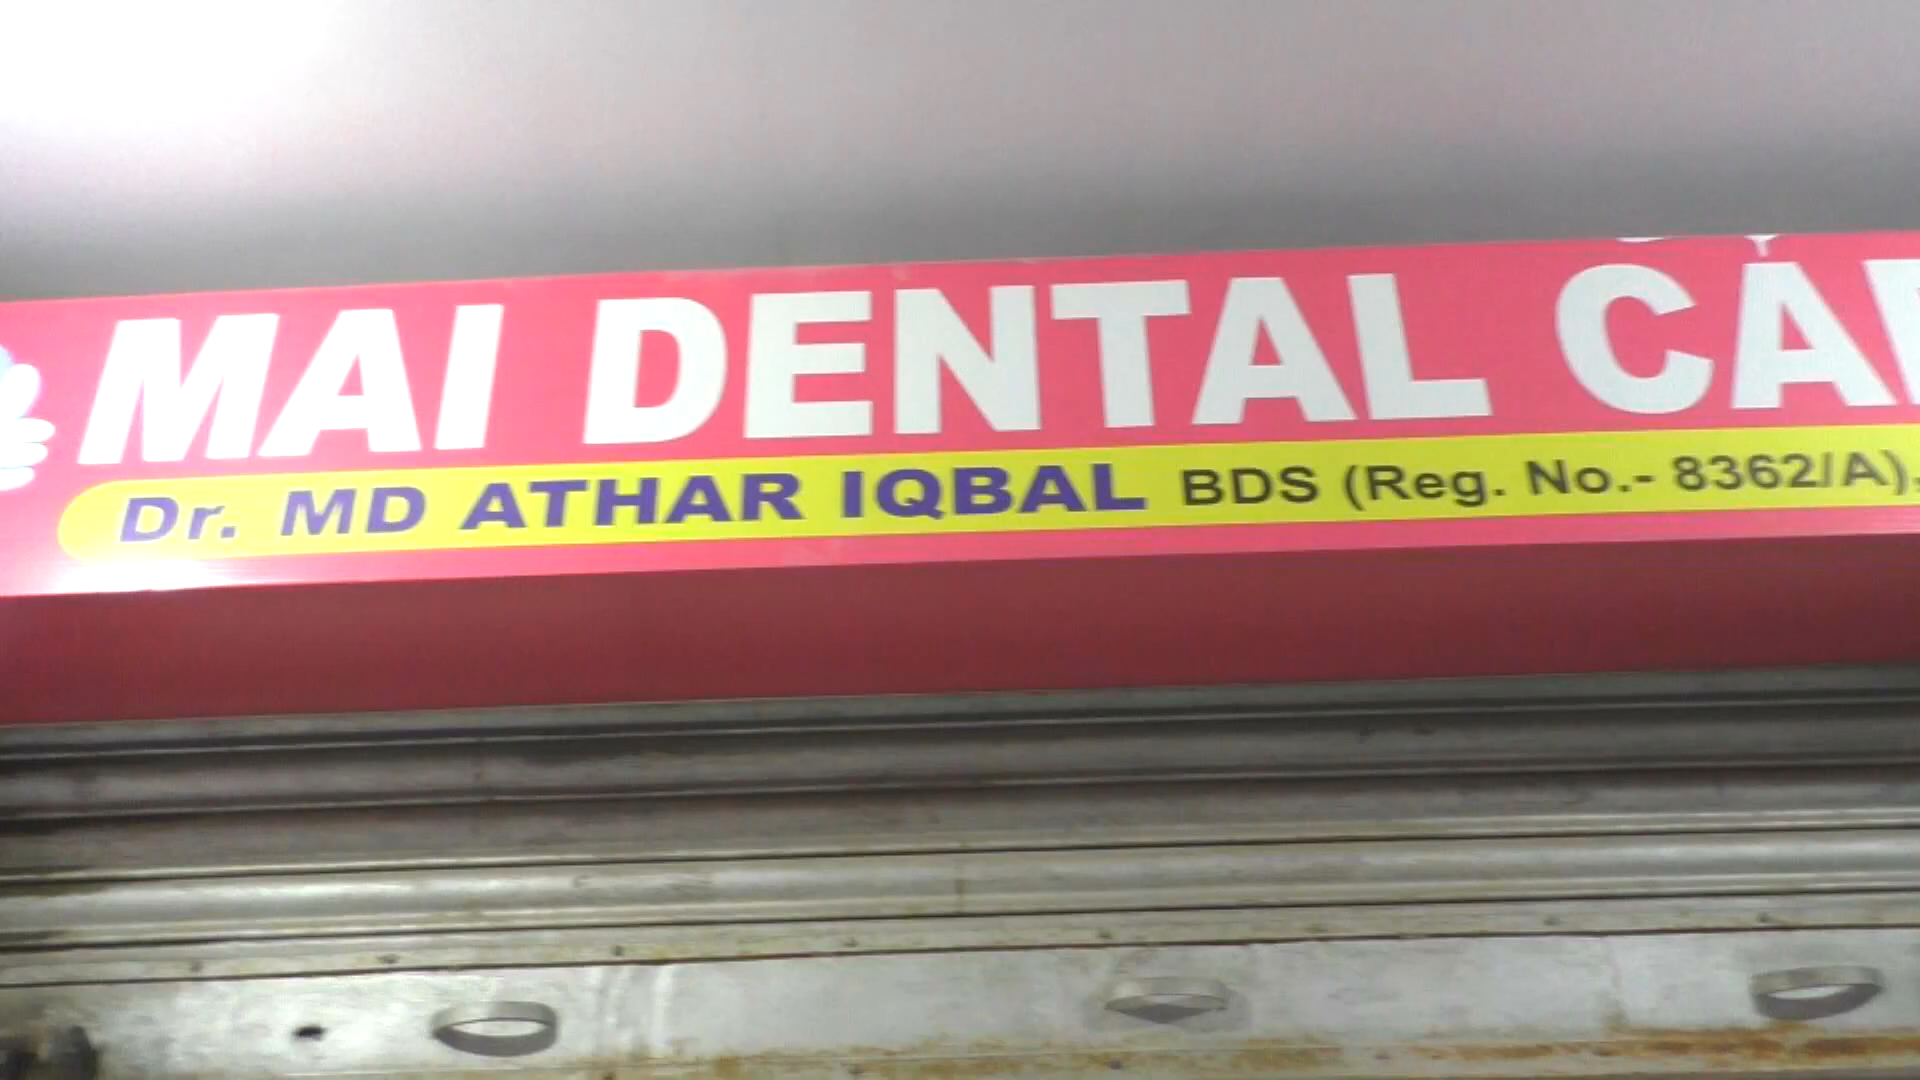 MAI DENTAL
Dr. MD ATHAR IQBAL BDS (Reg. No.- 8362/A),